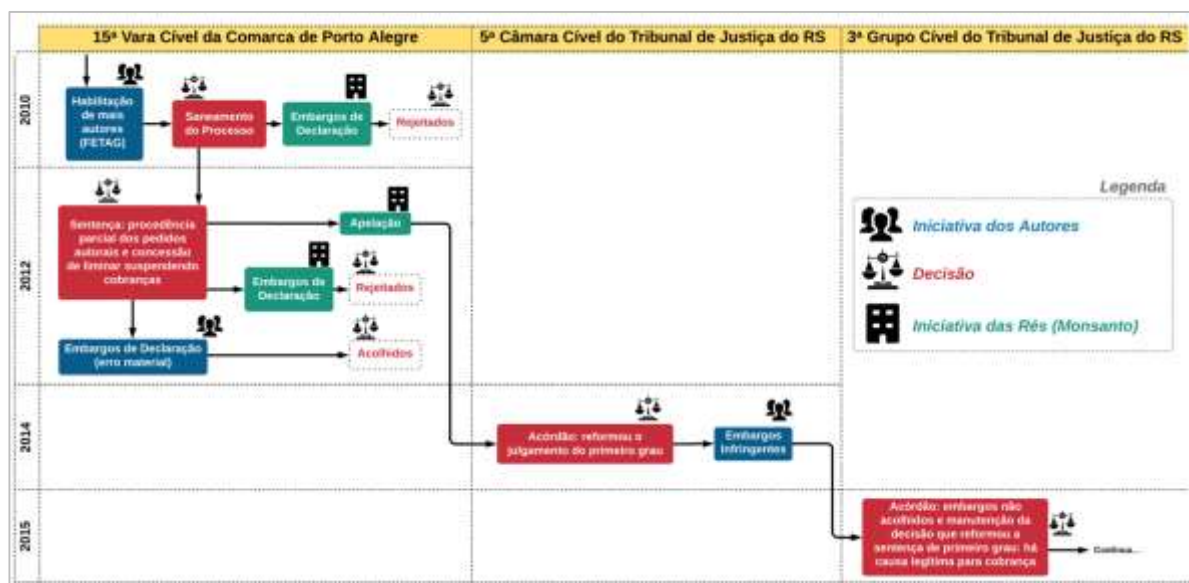 15ª Vara Cível da Comarca de Porto Alegre
5ª Câmara Cível do Tribunal de Justiça do RS
3ª Grupo Cível do Tribunal de Justiça do RS
2010
Habilitação
de mais
autores
(FETAG)
Saneamento
do Processo
Embargos de
Declaração
Rejeitados
2012
Sentença: procedência
parcial dos pedidos
autorais e concessão
de liminar suspendendo
cobranças
Apelação
Embargos de
Declaração
Rejeitados
Embargos de Declaração
(erro material)
Acolhidos
Legenda
Iniciativa dos Autores
Decisão
Iniciativa das Rés (Monsanto)
2014
Acórdão: reformou o
julgamento do primeiro grau
Embargos
Infringentes
2015
Acórdão: embargos não
acolhidos e manutenção da
decisão que reformou a
sentença de primeiro grau: há
causa legítima para cobrança
Continua...